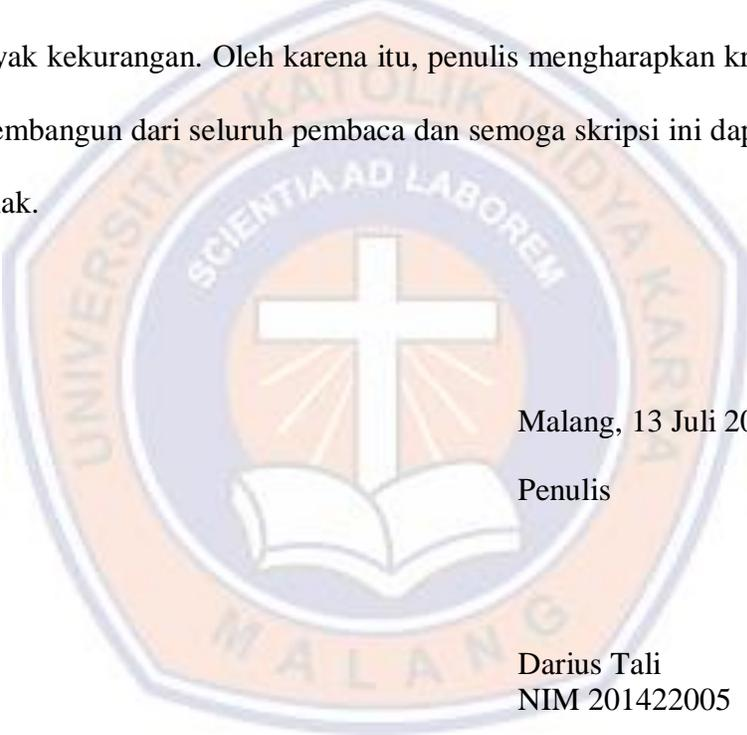 yak kekurangan. Oleh karena itu, penulis mengharapkan kr
embangun dari seluruh pembaca dan semoga skripsi ini dap
ak.
UNIVERSITAS KATOLIK WIDYA KARYA
SCIENTIA AD LABOREM
Malang, 13 Juli 20
Penulis
MALANG
Darius Tali
NIM 201422005